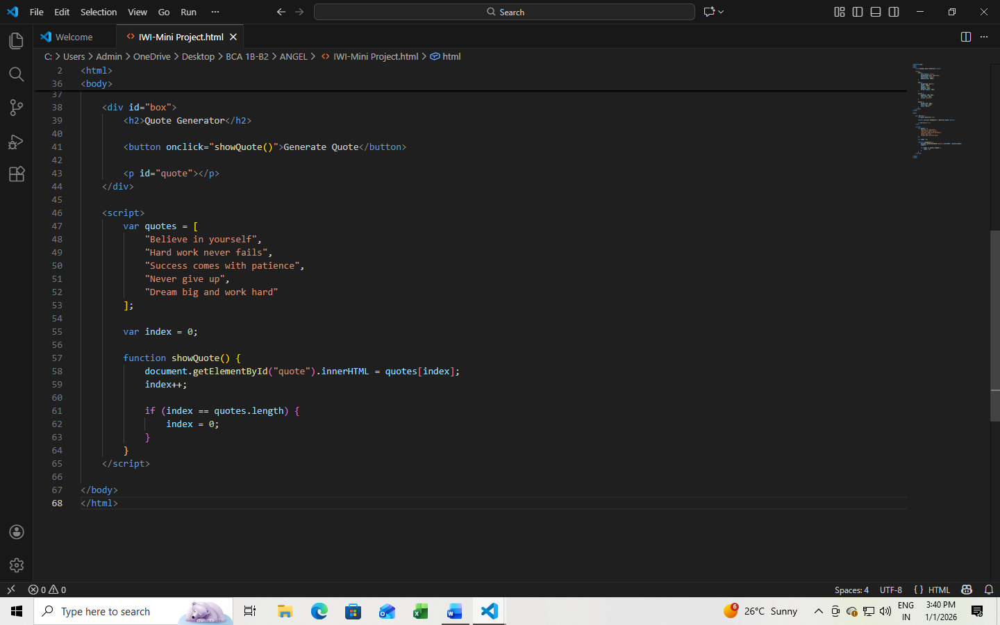 File Edit Selection View Go Run ··· Search
Welcome <> IWI-Mini Project.html
C: > Users > Admin > OneDrive > Desktop > BCA 1B-B2 > ANGEL > <> IWI-Mini Project.html > html
2 <html>
36 <body>
37
38 <div id="box">
39 <h2>Quote Generator</h2>
40
41 <button onclick="showQuote()">Generate Quote</button>
42
43 <p id="quote"></p>
44 </div>
45
46 <script>
47 var quotes = [
48 "Believe in yourself",
49 "Hard work never fails",
50 "Success comes with patience",
51 "Never give up",
52 "Dream big and work hard"
53 ];
54
55 var index = 0;
56
57 function showQuote() {
58 document.getElementById("quote").innerHTML = quotes[index];
59 index++;
60
61 if (index == quotes.length) {
62 index = 0;
63 }
64 }
65 </script>
66
67 </body>
68 </html>
0 0 Spaces: 4 UTF-8 { } HTML
Type here to search 6 26°C Sunny ENG 3:40 PM
IN 1/1/2026